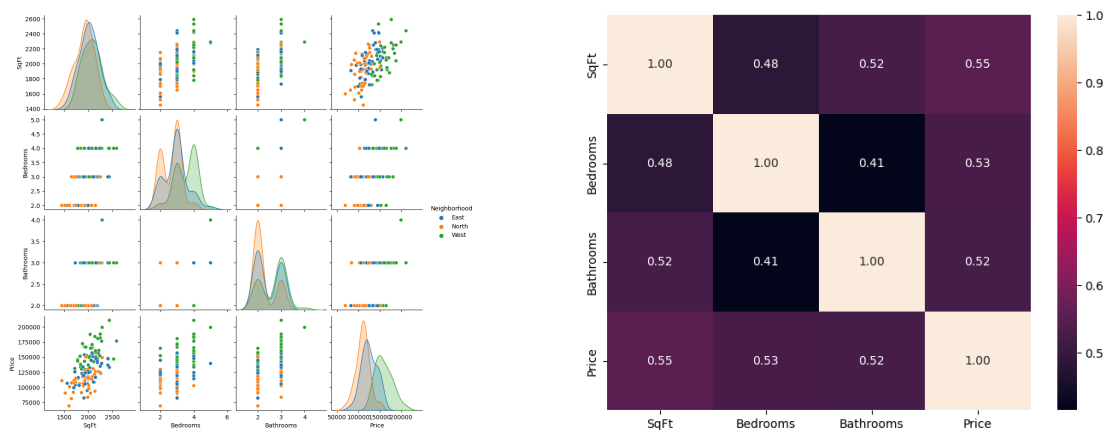 2600
2400
2200
2000
1800
1600
1400
SqFt
5.0
4.5
4.0
3.5
3.0
2.5
2.0
Bedrooms
Neighborhood
East
North
West
4.0
3.5
3.0
2.5
2.0
Bathrooms
200000
175000
150000
125000
100000
75000
Price
1500 2000 2500
SqFt
2 4 6
Bedrooms
2 3 4
Bathrooms
50000 100000 150000 200000
Price
SqFt 1.00 0.48 0.52 0.55
Bedrooms 0.48 1.00 0.41 0.53
Bathrooms 0.52 0.41 1.00 0.52
Price 0.55 0.53 0.52 1.00
SqFt Bedrooms Bathrooms Price
1.0
0.9
0.8
0.7
0.6
0.5